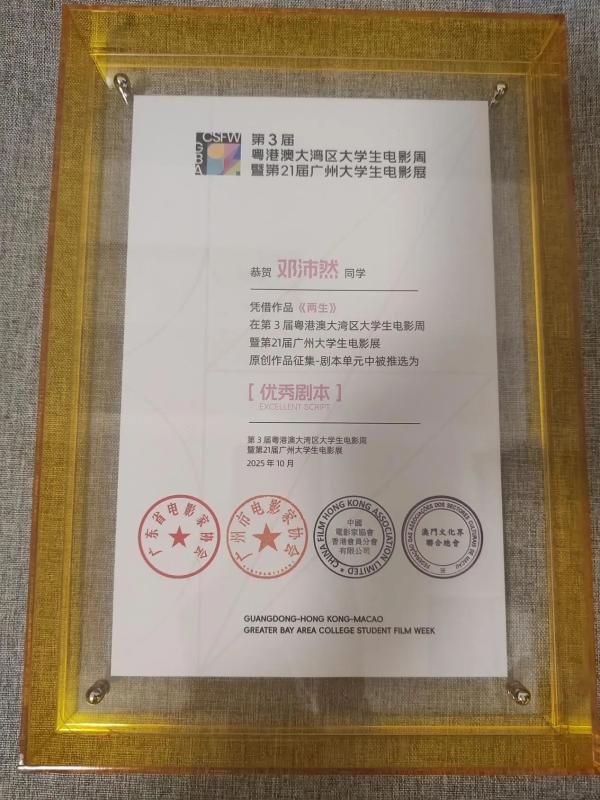 CSFW
GBA
第3届
粤港澳大湾区大学生电影周
暨第21届广州大学生电影展
恭贺 邓沛然 同学
凭借作品《两生》
在第3届粤港澳大湾区大学生电影周
暨第21届广州大学生电影展
原创作品征集-剧本单元中被推选为
[优秀剧本]
EXCELLENT SCRIPT
第3届粤港澳大湾区大学生电影周
暨第21届广州大学生电影展
2025年10月
广东省电影家协会
广州市电影家协会
CHINA FILM HONG KONG ASSOCIATION LIMITED
中國
電影家協會
香港會員分會
有限公司
FEDERAÇÃO DAS ASSOCIAÇÕES DOS SECTORES CULTURAIS DE MACAU
澳門文化界
聯合總會
GUANGDONG-HONG KONG-MACAO
GREATER BAY AREA COLLEGE STUDENT FILM WEEK